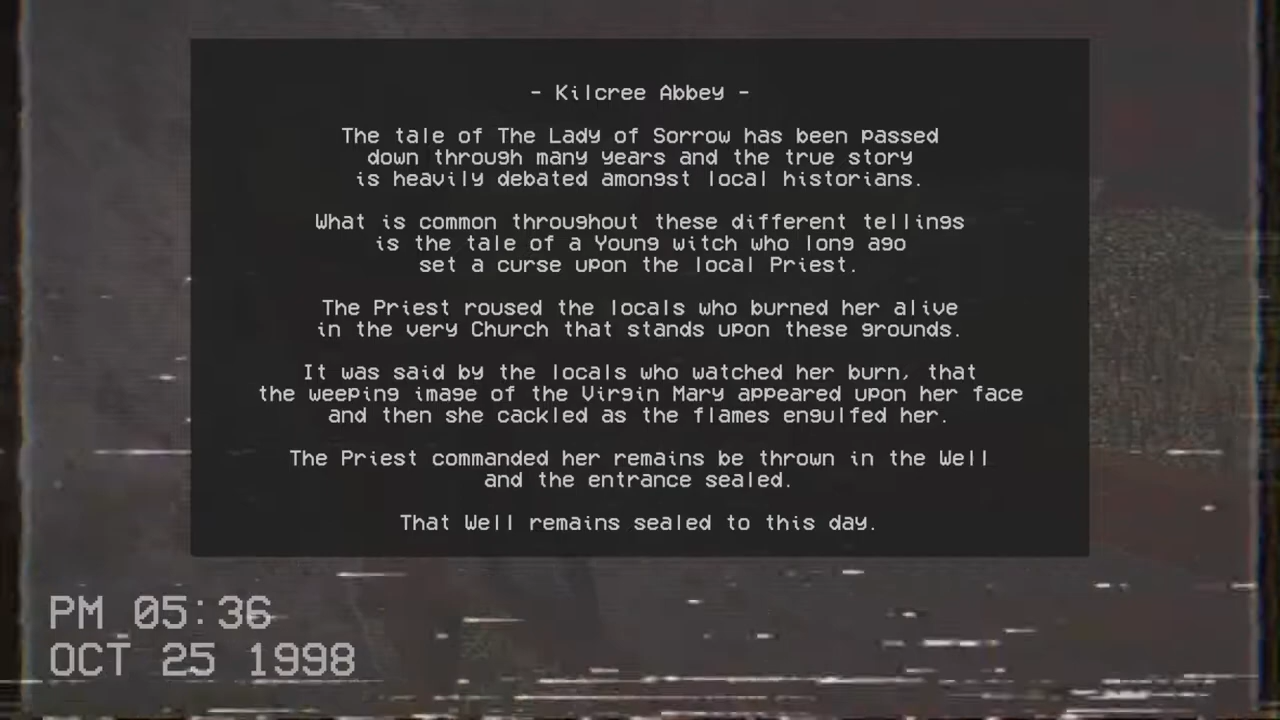 - Kilcree Abbey -
The tale of The Lady of Sorrow has been passed
down through many years and the true story
is heavily debated amongst local historians.
What is common throughout these different tellings
is the tale of a Young witch who long ago
set a curse upon the local Priest.
The Priest roused the locals who burned her alive
in the very Church that stands upon these grounds.
It was said by the locals who watched her burn, that
the weeping image of the Virgin Mary appeared upon her face
and then she cackled as the flames engulfed her.
The Priest commanded her remains be thrown in the Well
and the entrance sealed.
That Well remains sealed to this day.
PM 05:36
OCT 25 1998